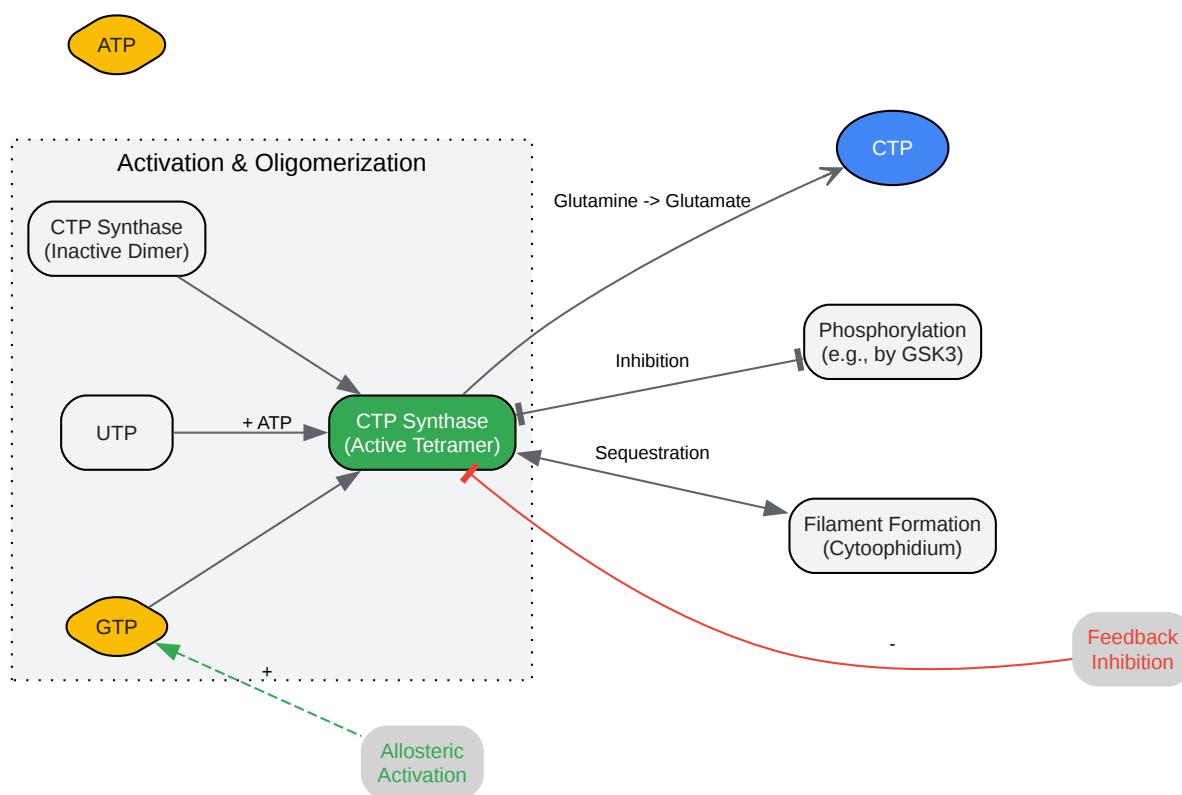 ATP
Activation & Oligomerization
CTP
Glutamine -> Glutamate
CTP Synthase
(Inactive Dimer)
Phosphorylation
(e.g., by GSK3)
Inhibition
UTP
+ ATP
CTP Synthase
(Active Tetramer)
Sequestration
Filament Formation
(Cytoophidium)
GTP
+
-
Feedback
Inhibition
Allosteric
Activation